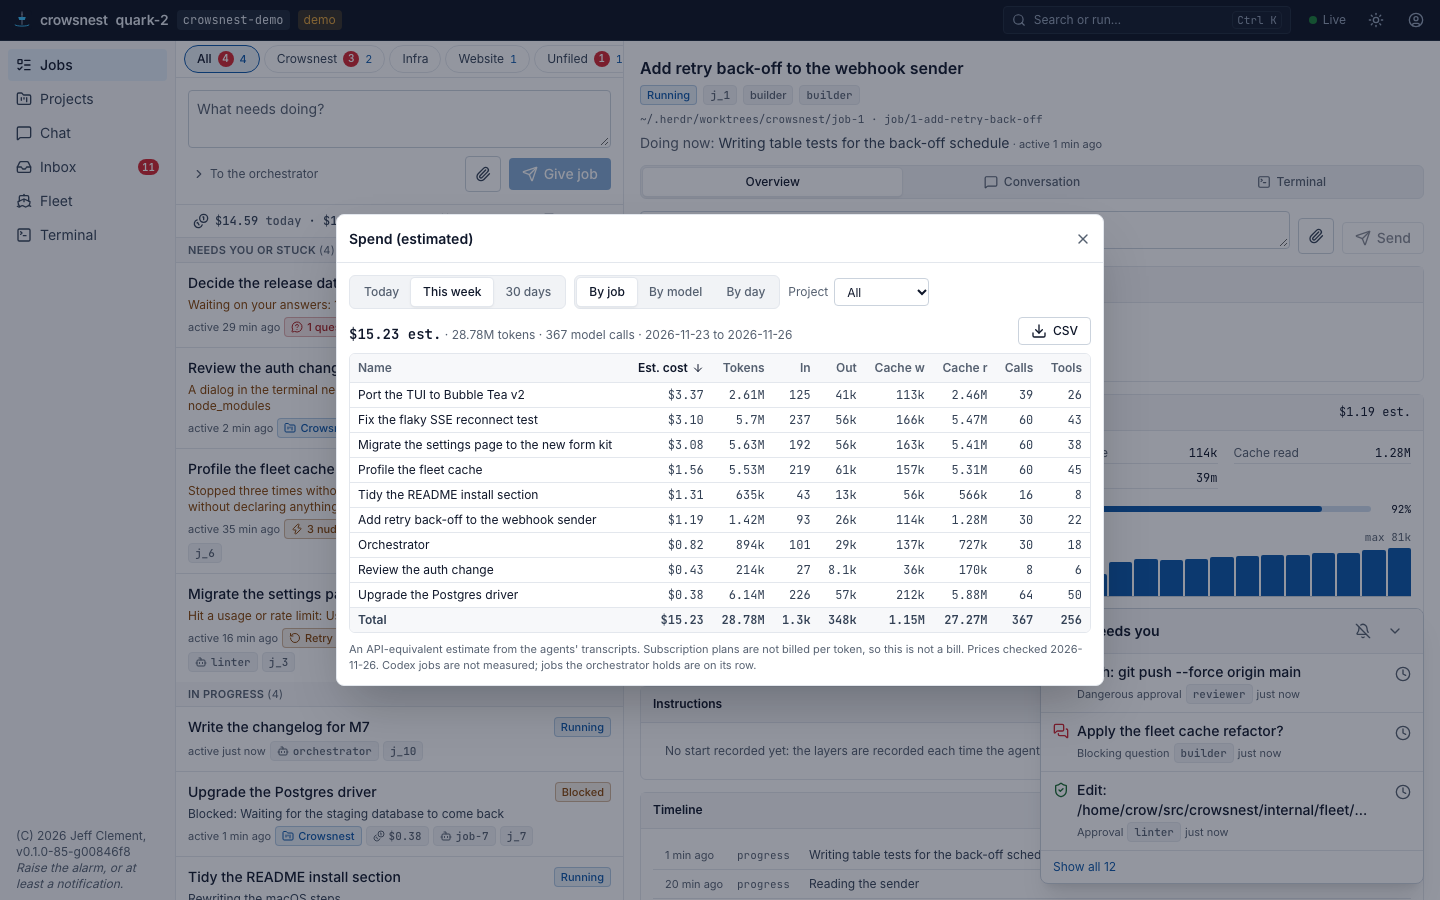 crowsnest quark-2 crowsnest-demo demo
Search or run... Ctrl K
Live
Jobs
Projects
Chat
Inbox 11
Fleet
Terminal
(C) 2026 Jeff Clement,
v0.1.0-85-g00846f8
Raise the alarm, or at
least a notification.
All 4 4 Crowsnest 3 2 Infra Website 1 Unfiled 1 1
What needs doing?
To the orchestrator
Give job
$14.59 today ·
NEEDS YOU OR STUCK (4)
Decide the release
Waiting on your answers:
active 29 min ago 1
Review the auth
A dialog in the terminal
node_modules
active 2 min ago
Profile the fleet cache
Stopped three times
without declaring
active 35 min ago 3
j_6
Migrate the settings
Hit a usage or rate limit:
active 16 min ago Retry
linter j_3
IN PROGRESS (4)
Write the changelog for M7 Running
active just now orchestrator j_10
Upgrade the Postgres driver Blocked
Blocked: Waiting for the staging database to come back
active 1 min ago Crowsnest $0.38 job-7 j_7
Tidy the README install section Running
Rewriting the macOS steps
Add retry back-off to the webhook sender
Running j_1 builder builder
~/.herdr/worktrees/crowsnest/job-1 · job/1-add-retry-back-off
Doing now: Writing table tests for the back-off schedule · active 1 min ago
Overview Conversation Terminal
Send
$1.19 est.
114k Cache read 1.28M
39m
92%
max 81k
Instructions
No start recorded yet: the layers are recorded each time the agent
Timeline
1 min ago progress Writing table tests for the back-off
20 min ago progress Reading the sender
Spend (estimated)
Today This week 30 days By job By model By day Project All
$15.23 est. · 28.78M tokens · 367 model calls · 2026-11-23 to 2026-11-26 CSV
Name Est. cost ↓ Tokens In Out Cache w Cache r Calls Tools
Port the TUI to Bubble Tea v2 $3.37 2.61M 125 41k 113k 2.46M 39 26
Fix the flaky SSE reconnect test $3.10 5.7M 237 56k 166k 5.47M 60 43
Migrate the settings page to the new form kit $3.08 5.63M 192 56k 163k 5.41M 60 38
Profile the fleet cache $1.56 5.53M 219 61k 157k 5.31M 60 45
Tidy the README install section $1.31 635k 43 13k 56k 566k 16 8
Add retry back-off to the webhook sender $1.19 1.42M 93 26k 114k 1.28M 30 22
Orchestrator $0.82 894k 101 29k 137k 727k 30 18
Review the auth change $0.43 214k 27 8.1k 36k 170k 8 6
Upgrade the Postgres driver $0.38 6.14M 226 57k 212k 5.88M 64 50
Total $15.23 28.78M 1.3k 348k 1.15M 27.27M 367 256
An API-equivalent estimate from the agents' transcripts. Subscription plans are not billed per token, so this is not a bill. Prices checked 2026-
11-26. Codex jobs are not measured; jobs the orchestrator holds are on its row.
you
git push --force origin main
Dangerous approval reviewer just now
Apply the fleet cache refactor?
Blocking question builder just now
Edit:
/home/crow/src/crowsnest/internal/fleet/...
Approval linter just now
Show all 12